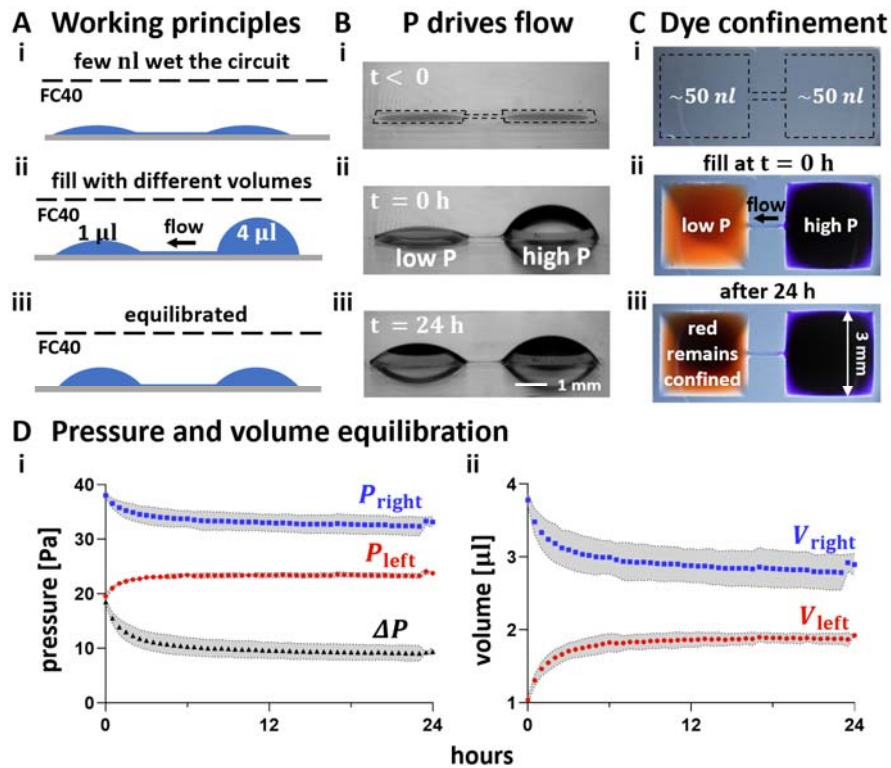 A Working principles
i
few nl wet the circuit
FC40
ii
fill with different volumes
FC40
1 μl
flow
4 μl
iii
equilibrated
FC40
B P drives flow
i
t < 0
ii
t = 0 h
low P
high P
iii
t = 24 h
1 mm
C Dye confinement
i
~50 nl
~50 nl
ii
fill at t = 0 h
flow
low P
high P
iii
after 24 h
red
remains
confined
3 mm
D Pressure and volume equilibration
i
pressure [Pa]
40
30
20
10
0
P right
P left
ΔP
0
12
24
ii
volume [μl]
4
3
2
1
V right
V left
0
12
24
hours